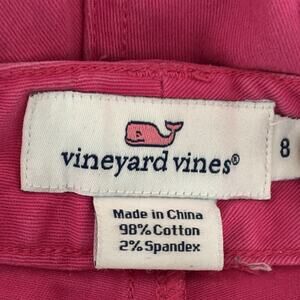 vineyard vines®
8
Made in China
98% Cotton
2% Spandex